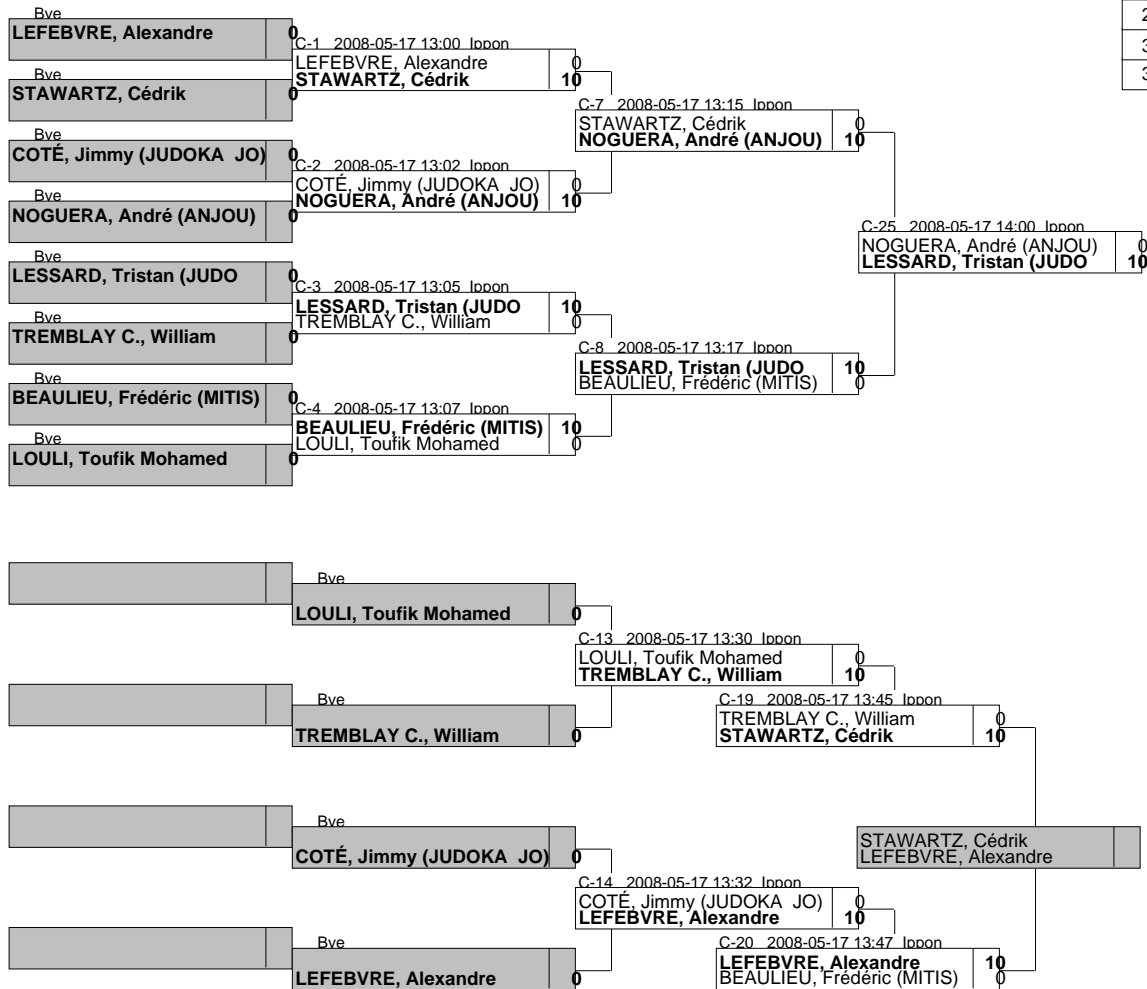 Bye
LEFEBVRE, Alexandre 0
Bye
STAWARTZ, Cédrik 0
Bye
COTÉ, Jimmy (JUDOKA JO) 0
Bye
NOGUERA, André (ANJOU) 0
Bye
LESSARD, Tristan (JUDO 0
Bye
TREMBLAY C., William 0
Bye
BEAULIEU, Frédéric (MITIS) 0
Bye
LOULI, Toufik Mohamed 0
C-1 2008-05-17 13:00 Ippon
LEFEBVRE, Alexandre 0
STAWARTZ, Cédrik 10
C-2 2008-05-17 13:02 Ippon
COTÉ, Jimmy (JUDOKA JO) 0
NOGUERA, André (ANJOU) 10
C-3 2008-05-17 13:05 Ippon
LESSARD, Tristan (JUDO 10
TREMBLAY C., William 0
C-4 2008-05-17 13:07 Ippon
BEAULIEU, Frédéric (MITIS) 10
LOULI, Toufik Mohamed 0
C-7 2008-05-17 13:15 Ippon
STAWARTZ, Cédrik 0
NOGUERA, André (ANJOU) 10
C-8 2008-05-17 13:17 Ippon
LESSARD, Tristan (JUDO 10
BEAULIEU, Frédéric (MITIS) 0
C-25 2008-05-17 14:00 Ippon
NOGUERA, André (ANJOU) 0
LESSARD, Tristan (JUDO 10
2
3
3
Bye
LOULI, Toufik Mohamed 0
Bye
TREMBLAY C., William 0
Bye
COTÉ, Jimmy (JUDOKA JO) 0
Bye
LEFEBVRE, Alexandre 0
C-13 2008-05-17 13:30 Ippon
LOULI, Toufik Mohamed 0
TREMBLAY C., William 10
C-14 2008-05-17 13:32 Ippon
COTÉ, Jimmy (JUDOKA JO) 0
LEFEBVRE, Alexandre 10
C-19 2008-05-17 13:45 Ippon
TREMBLAY C., William 0
STAWARTZ, Cédrik 10
C-20 2008-05-17 13:47 Ippon
LEFEBVRE, Alexandre 10
BEAULIEU, Frédéric (MITIS) 0
STAWARTZ, Cédrik
LEFEBVRE, Alexandre